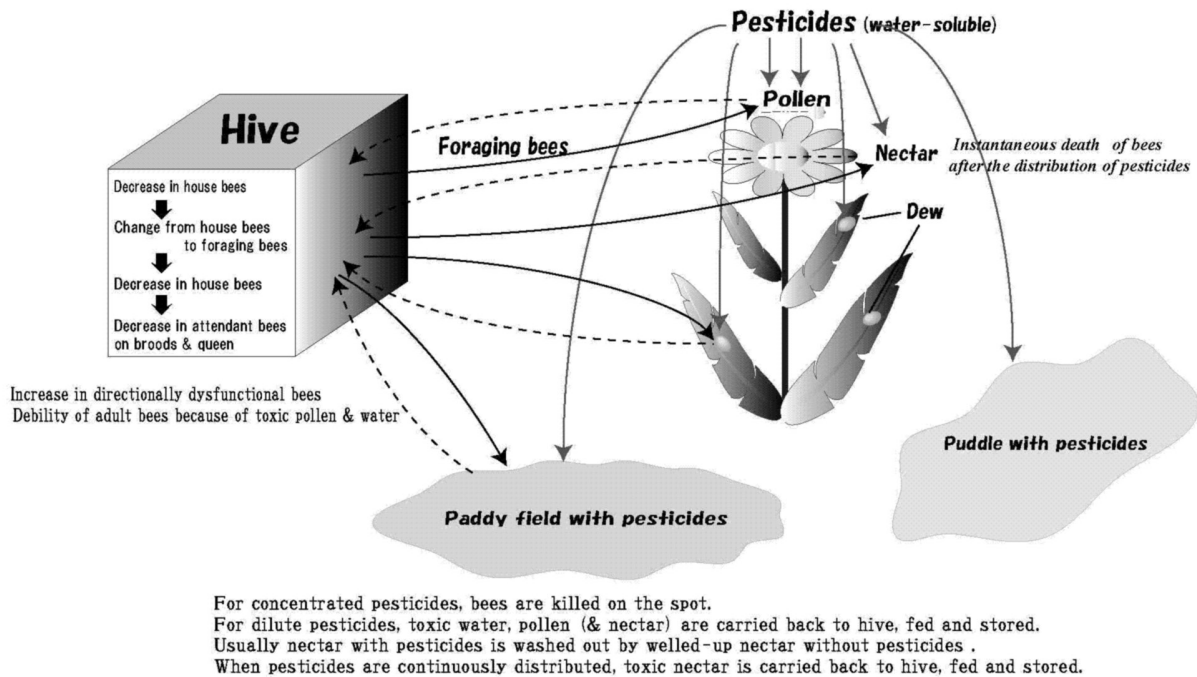 Pesticides (water-soluble)
Pollen
Hive
Foraging bees
Nectar
Instantaneous death of bees
after the distribution of pesticides
Decrease in house bees
Change from house bees
to foraging bees
Decrease in house bees
Decrease in attendant bees
on broods & queen
Dew
Increase in directionally dysfunctional bees
Debility of adult bees because of toxic pollen & water
Puddle with pesticides
Paddy field with pesticides
For concentrated pesticides, bees are killed on the spot.
For dilute pesticides, toxic water, pollen (& nectar) are carried back to hive, fed and stored.
Usually nectar with pesticides is washed out by welled-up nectar without pesticides .
When pesticides are continuously distributed, toxic nectar is carried back to hive, fed and stored.